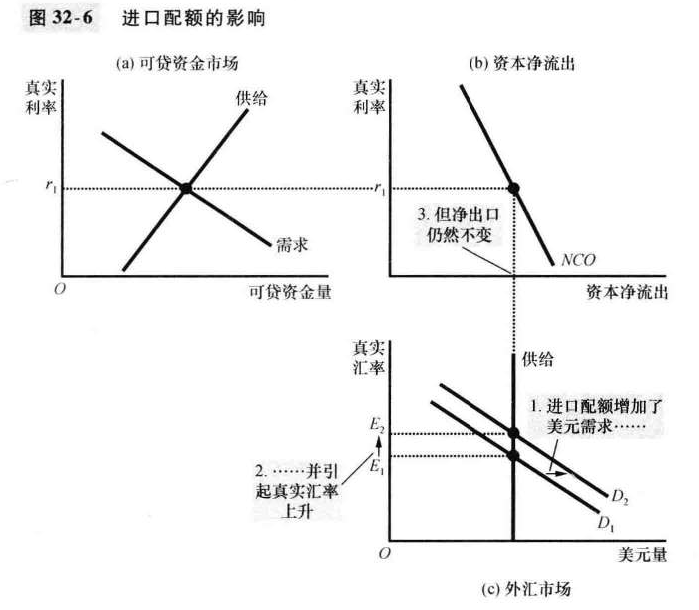 图 32-6 进口配额的影响
(a) 可贷资金市场
真实
利率
供给
r1
需求
O
可贷资金量
(b) 资本净流出
真实
利率
r1
3. 但净出口
仍然不变
NCO
资本净流出
真实
汇率
供给
1. 进口配额增加了
美元需求……
E2
E1
2. ……并引
起真实汇率
上升
D2
D1
O
美元量
(c) 外汇市场